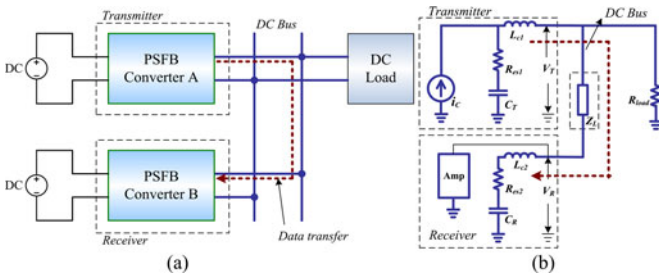 Transmitter
DC Bus
DC
PSFB
Converter A
DC
Load
DC
PSFB
Converter B
Receiver
Data transfer
(a)
Transmitter
DC Bus
Lc1
Res1
VT
iC
CT
ZL
Rload
Lc2
Amp
Res2
VR
CR
Receiver
(b)